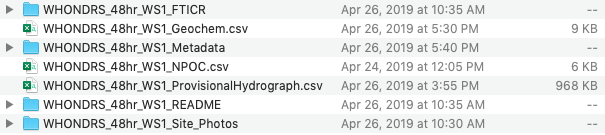 WHONDRS_48hr_WS1_FTICR Apr 26, 2019 at 10:35 AM --
WHONDRS_48hr_WS1_Geochem.csv Apr 26, 2019 at 5:30 PM 9 KB
WHONDRS_48hr_WS1_Metadata Apr 26, 2019 at 5:40 PM --
WHONDRS_48hr_WS1_NPOC.csv Apr 24, 2019 at 12:05 PM 6 KB
WHONDRS_48hr_WS1_ProvisionalHydrograph.csv Apr 26, 2019 at 3:55 PM 968 KB
WHONDRS_48hr_WS1_README Apr 26, 2019 at 10:35 AM --
WHONDRS_48hr_WS1_Site_Photos Apr 26, 2019 at 10:30 AM --